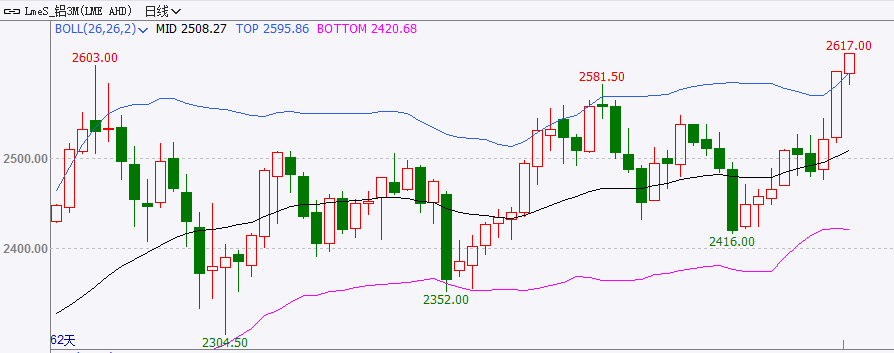 LmeS_铝3M(LME AHD) 日线
BOLL(26,26,2) MID 2508.27 TOP 2595.86 BOTTOM 2420.68
2617.00
2603.00
2581.50
2500.00
2416.00
2400.00
2352.00
2304.50
62天